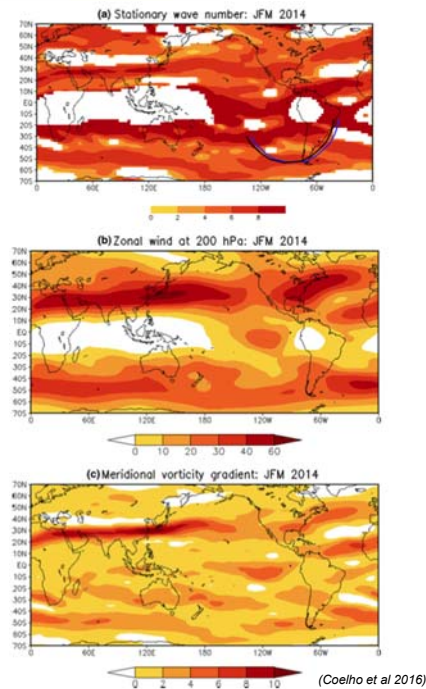 (a) Stationary wave number: JFM 2014
70N
60N
50N
40N
30N
20N
10N
EQ
10S
20S
30S
40S
50S
60S
70S
0 60E 120E 180 120W 60W 0
0 2 4 6 8
(b) Zonal wind at 200 hPa: JFM 2014
70N
60N
50N
40N
30N
20N
10N
EQ
10S
20S
30S
40S
50S
60S
70S
0 60E 120E 180 120W 60W 0
0 10 20 30 40 60
(c) Meridional vorticity gradient: JFM 2014
70N
60N
50N
40N
30N
20N
10N
EQ
10S
20S
30S
40S
50S
60S
70S
0 60E 120E 180 120W 60W 0
0 2 4 8 10
(Coelho et al 2016)